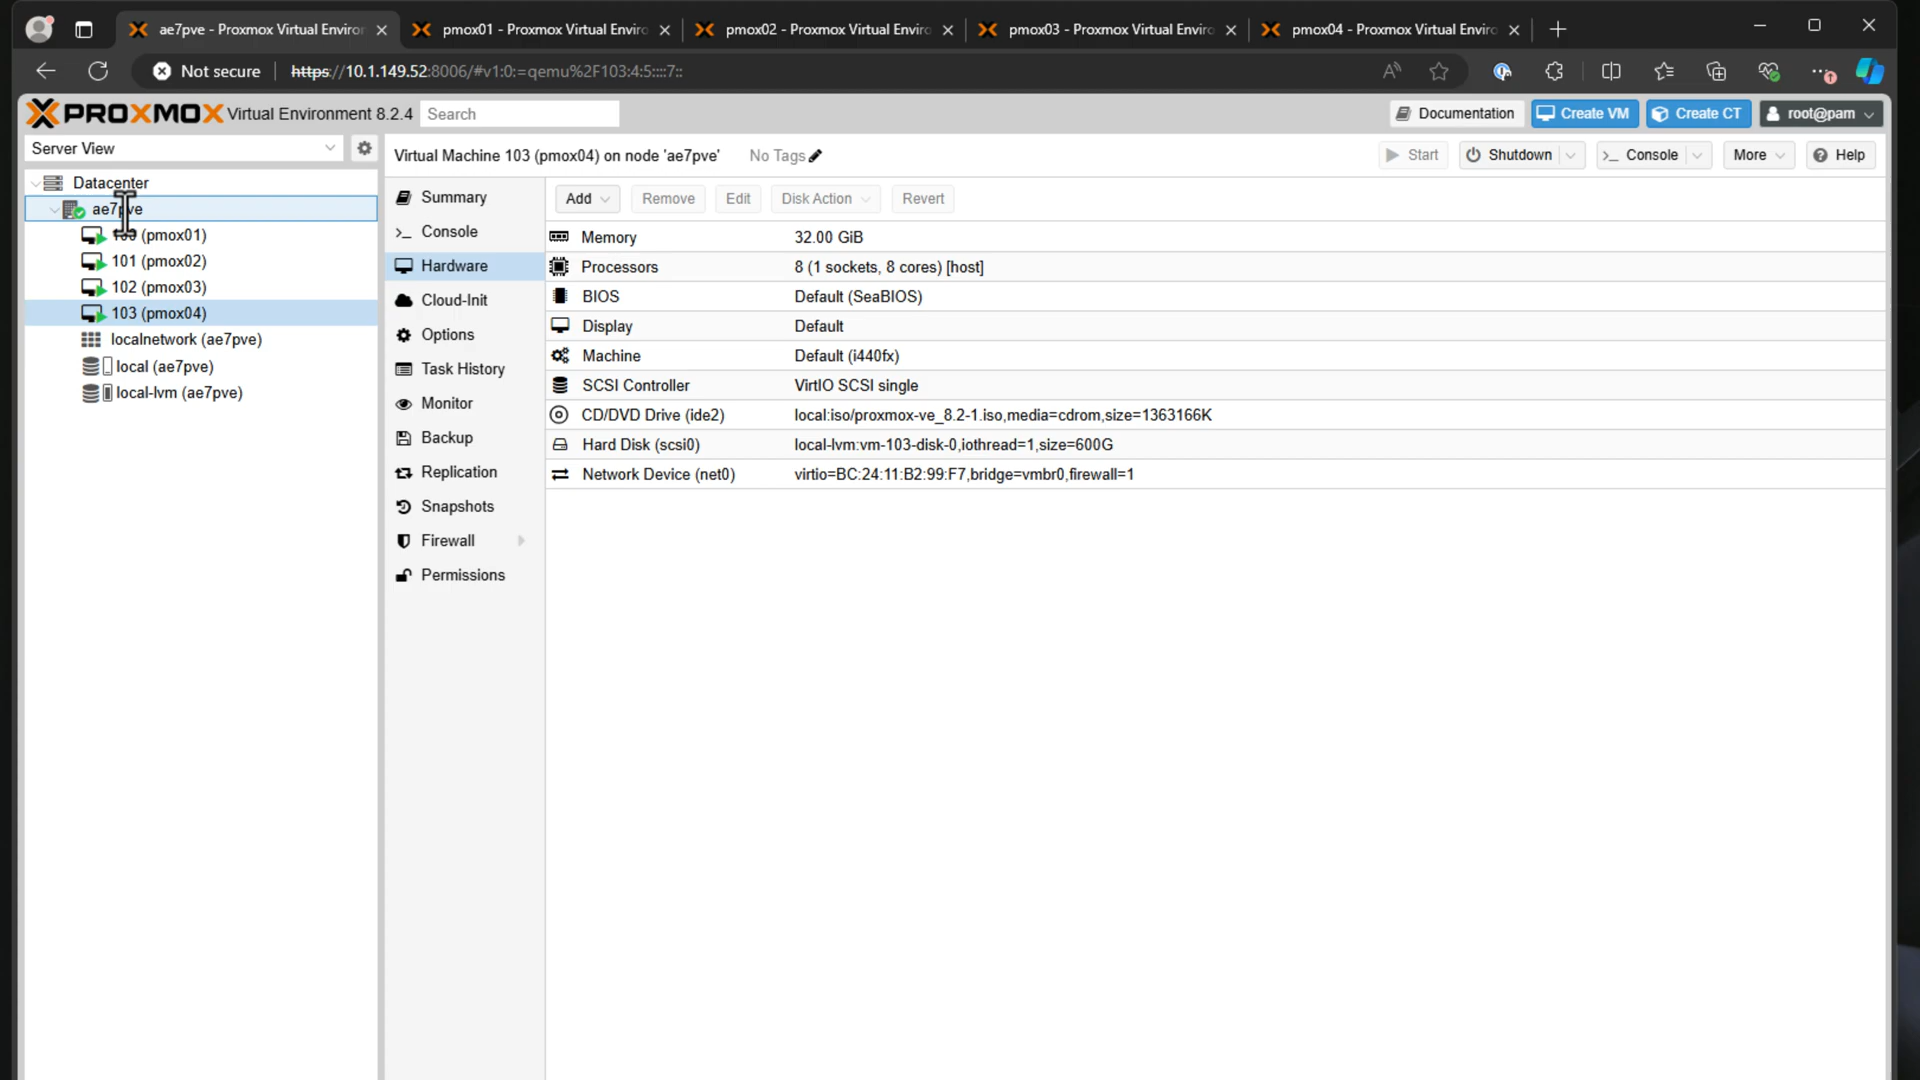 ae7pve - Proxmox Virtual Enviror
pmox01 - Proxmox Virtual Enviro
pmox02 - Proxmox Virtual Enviro
pmox03 - Proxmox Virtual Enviro
pmox04 - Proxmox Virtual Enviro
Not secure
https://10.1.149.52:8006/#v1:0:=qemu%2F103:4:5::::7::
PROXMOX Virtual Environment 8.2.4
Search
Documentation
Create VM
Create CT
root@pam
Server View
Virtual Machine 103 (pmox04) on node 'ae7pve'
No Tags
Start
Shutdown
Console
More
Help
Datacenter
ae7pve
100 (pmox01)
101 (pmox02)
102 (pmox03)
103 (pmox04)
localnetwork (ae7pve)
local (ae7pve)
local-lvm (ae7pve)
Summary
Console
Hardware
Cloud-Init
Options
Task History
Monitor
Backup
Replication
Snapshots
Firewall
Permissions
Add
Remove
Edit
Disk Action
Revert
Memory 32.00 GiB
Processors 8 (1 sockets, 8 cores) [host]
BIOS Default (SeaBIOS)
Display Default
Machine Default (i440fx)
SCSI Controller VirtIO SCSI single
CD/DVD Drive (ide2) local:iso/proxmox-ve_8.2-1.iso,media=cdrom,size=1363166K
Hard Disk (scsi0) local-lvm:vm-103-disk-0,iothread=1,size=600G
Network Device (net0) virtio=BC:24:11:B2:99:F7,bridge=vmbr0,firewall=1